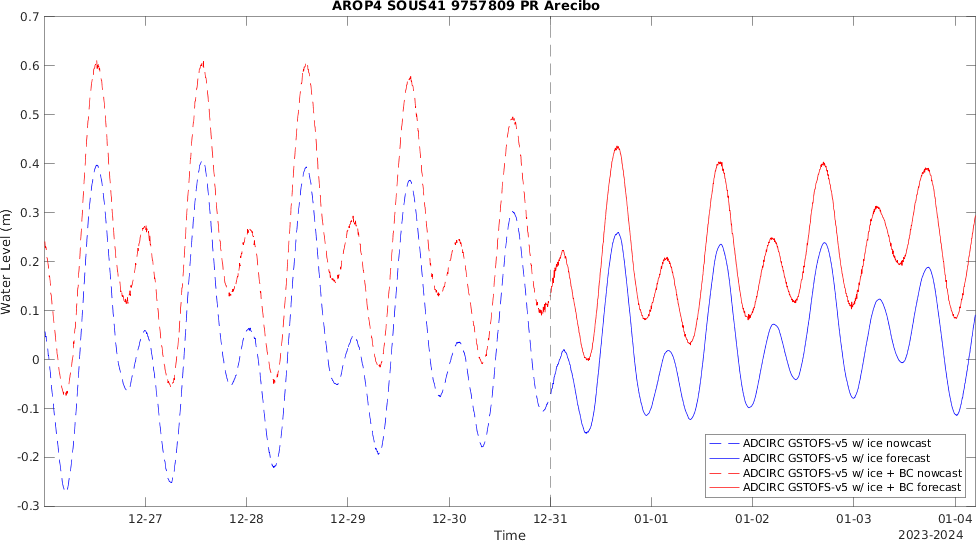 AROP4 SOUS41 9757809 PR Arecibo
0.7
0.6
0.5
0.4
0.3
0.2
0.1
0
-0.1
-0.2
-0.3
Water Level (m)
ADCIRC GSTOFS-v5 w/ ice nowcast
ADCIRC GSTOFS-v5 w/ ice forecast
ADCIRC GSTOFS-v5 w/ ice + BC nowcast
ADCIRC GSTOFS-v5 w/ ice + BC forecast
12-27 12-28 12-29 12-30 12-31 01-01 01-02 01-03 01-04
Time
2023-2024